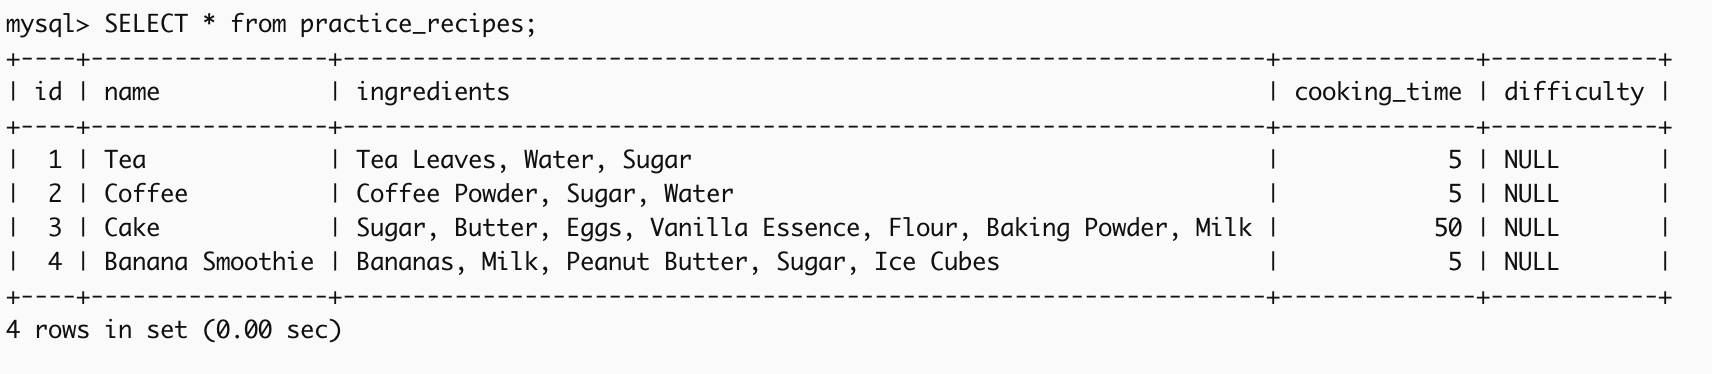 mysql> SELECT * from practice_recipes;
+----+-----------------+------------------------------------------------------------------+--------------+------------+
| id | name            | ingredients                                                      | cooking_time | difficulty |
+----+-----------------+------------------------------------------------------------------+--------------+------------+
|  1 | Tea             | Tea Leaves, Water, Sugar                                         |            5 | NULL       |
|  2 | Coffee          | Coffee Powder, Sugar, Water                                      |            5 | NULL       |
|  3 | Cake            | Sugar, Butter, Eggs, Vanilla Essence, Flour, Baking Powder, Milk |           50 | NULL       |
|  4 | Banana Smoothie | Bananas, Milk, Peanut Butter, Sugar, Ice Cubes                   |            5 | NULL       |
+----+-----------------+------------------------------------------------------------------+--------------+------------+
4 rows in set (0.00 sec)